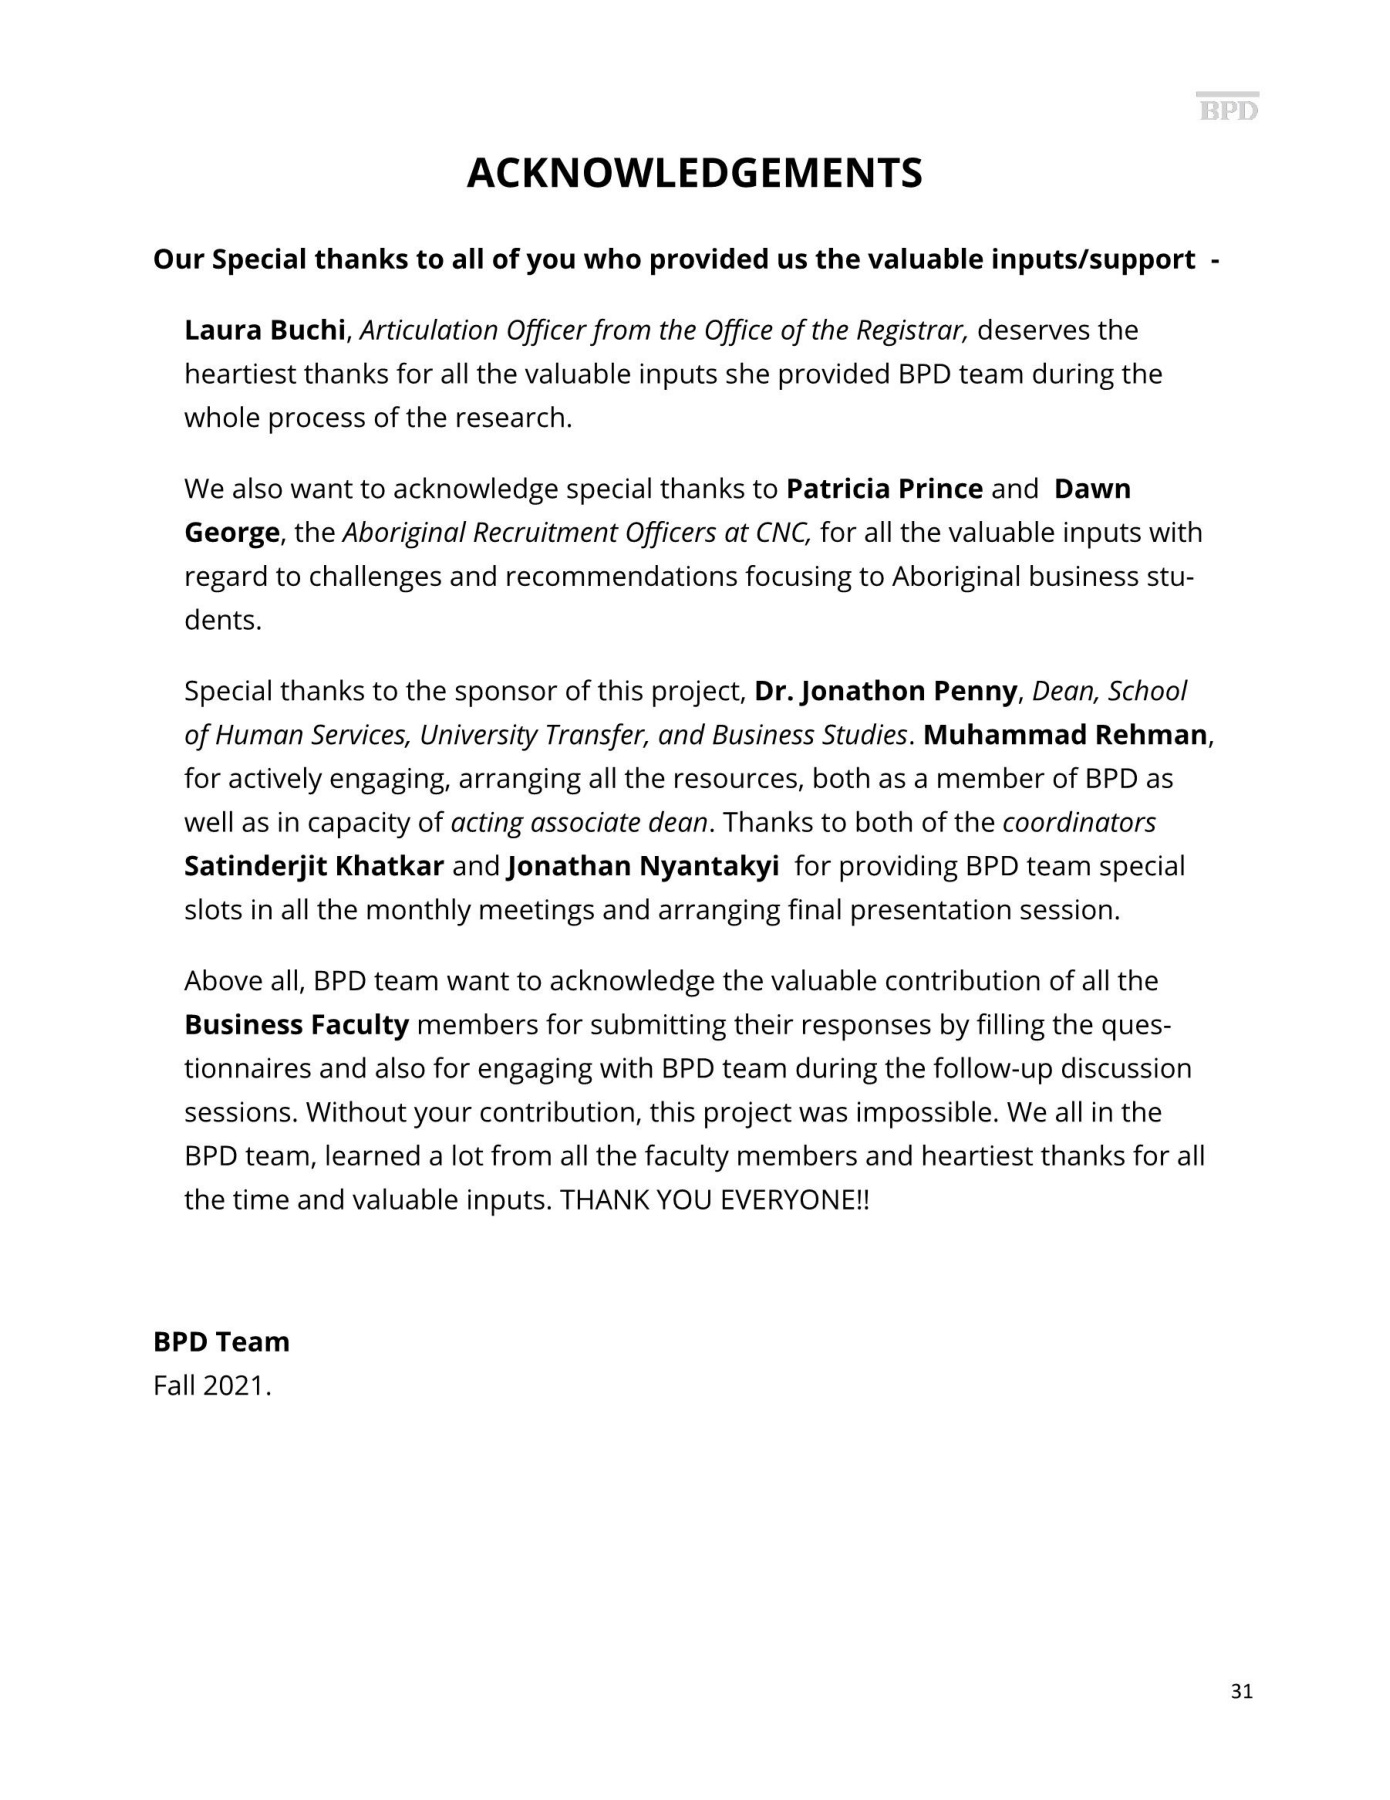 BPD
ACKNOWLEDGEMENTS
Our Special thanks to all of you who provided us the valuable inputs/support  -
Laura Buchi, Articulation Officer from the Office of the Registrar, deserves the
heartiest thanks for all the valuable inputs she provided BPD team during the
whole process of the research.
We also want to acknowledge special thanks to Patricia Prince and  Dawn
George, the Aboriginal Recruitment Officers at CNC, for all the valuable inputs with
regard to challenges and recommendations focusing to Aboriginal business stu-
dents.
Special thanks to the sponsor of this project, Dr. Jonathon Penny, Dean, School
of Human Services, University Transfer, and Business Studies. Muhammad Rehman,
for actively engaging, arranging all the resources, both as a member of BPD as
well as in capacity of acting associate dean. Thanks to both of the coordinators
Satinderjit Khatkar and Jonathan Nyantakyi  for providing BPD team special
slots in all the monthly meetings and arranging final presentation session.
Above all, BPD team want to acknowledge the valuable contribution of all the
Business Faculty members for submitting their responses by filling the ques-
tionnaires and also for engaging with BPD team during the follow-up discussion
sessions. Without your contribution, this project was impossible. We all in the
BPD team, learned a lot from all the faculty members and heartiest thanks for all
the time and valuable inputs. THANK YOU EVERYONE!!
BPD Team
Fall 2021.
31